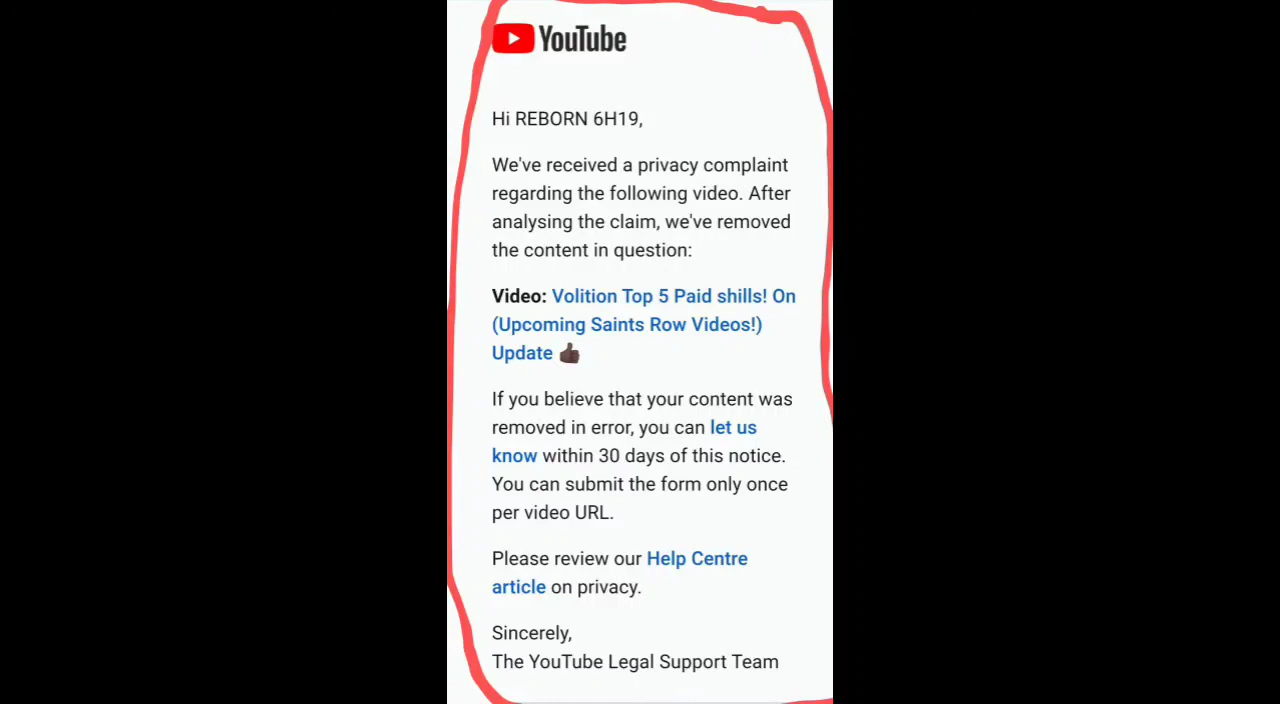 YouTube
Hi REBORN 6H19,
We've received a privacy complaint
regarding the following video. After
analysing the claim, we've removed
the content in question:
Video: Volition Top 5 Paid shills! On
(Upcoming Saints Row Videos!)
Update 👍🏿
If you believe that your content was
removed in error, you can let us
know within 30 days of this notice.
You can submit the form only once
per video URL.
Please review our Help Centre
article on privacy.
Sincerely,
The YouTube Legal Support Team